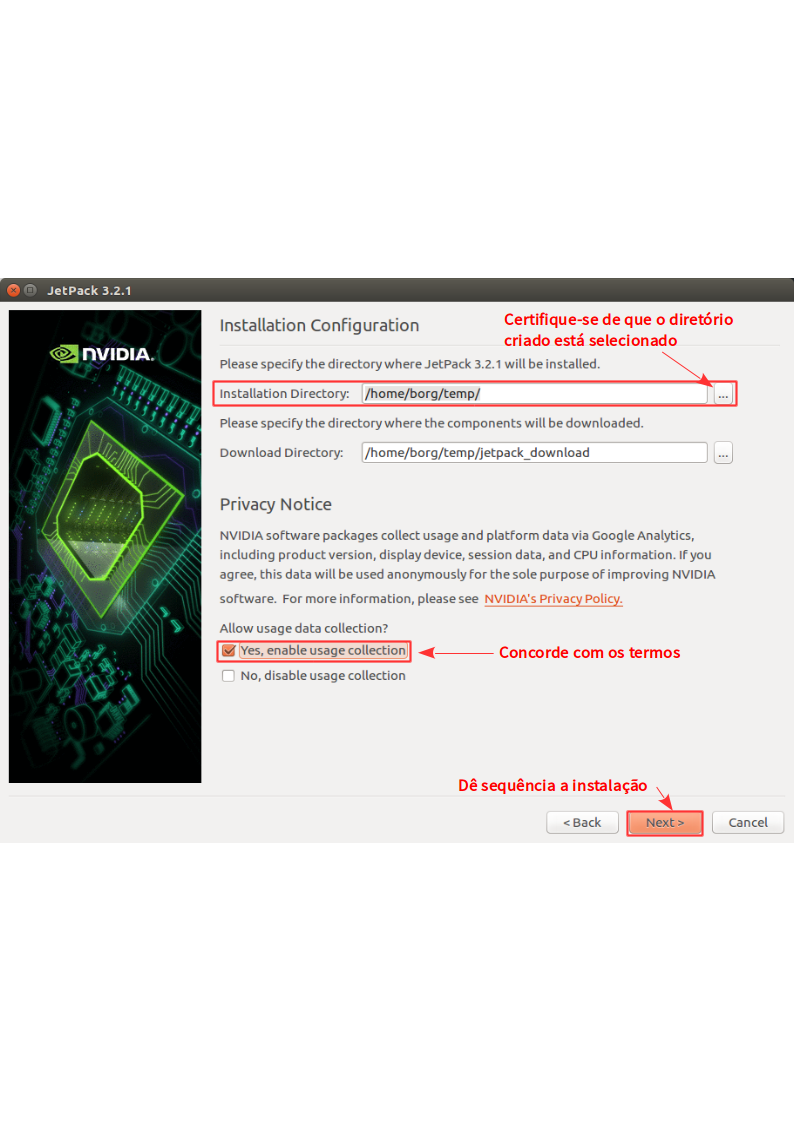 JetPack 3.2.1
NVIDIA.
Installation Configuration
Certifique-se de que o diretório
criado está selecionado
Please specify the directory where JetPack 3.2.1 will be installed.
Installation Directory: /home/borg/temp/ ...
Please specify the directory where the components will be downloaded.
Download Directory: /home/borg/temp/jetpack_download ...
Privacy Notice
NVIDIA software packages collect usage and platform data via Google Analytics,
including product version, display device, session data, and CPU information. If you
agree, this data will be used anonymously for the sole purpose of improving NVIDIA
software. For more information, please see NVIDIA's Privacy Policy.
Allow usage data collection?
Yes, enable usage collection
Concorde com os termos
No, disable usage collection
Dê sequência a instalação
< Back Next > Cancel